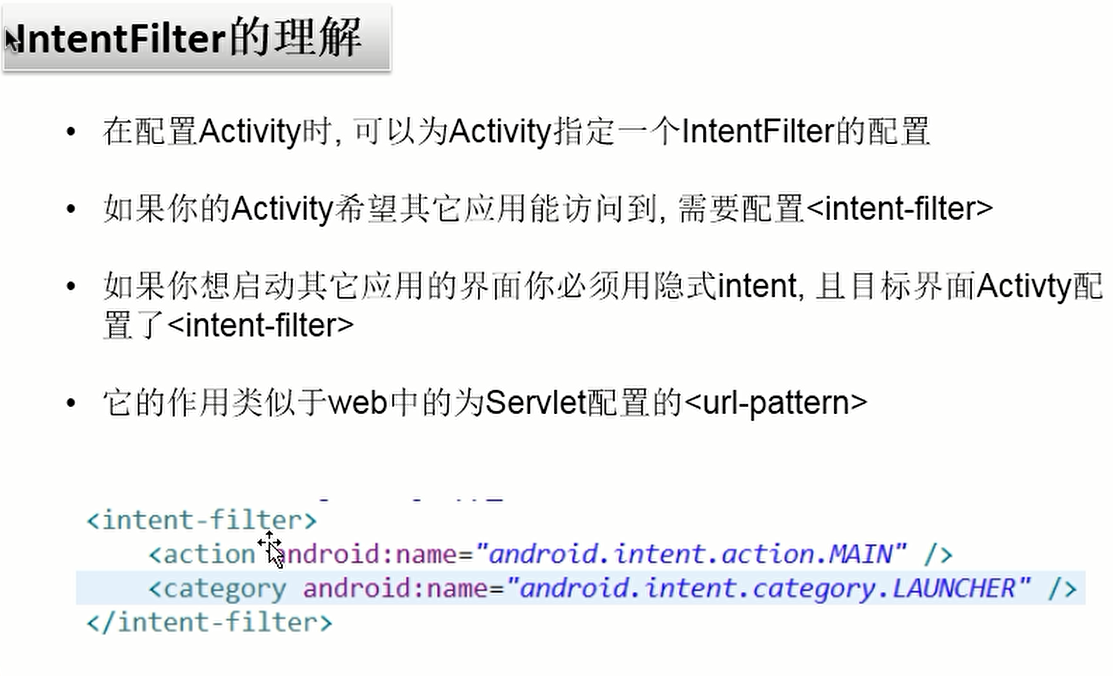 IntentFilter的理解
• 在配置Activity时, 可以为Activity指定一个IntentFilter的配置
• 如果你的Activity希望其它应用能访问到, 需要配置<intent-filter>
• 如果你想启动其它应用的界面你必须用隐式intent, 且目标界面Activty配
置了<intent-filter>
• 它的作用类似于web中的为Servlet配置的<url-pattern>
<intent-filter>
<action android:name="android.intent.action.MAIN" />
<category android:name="android.intent.category.LAUNCHER" />
</intent-filter>